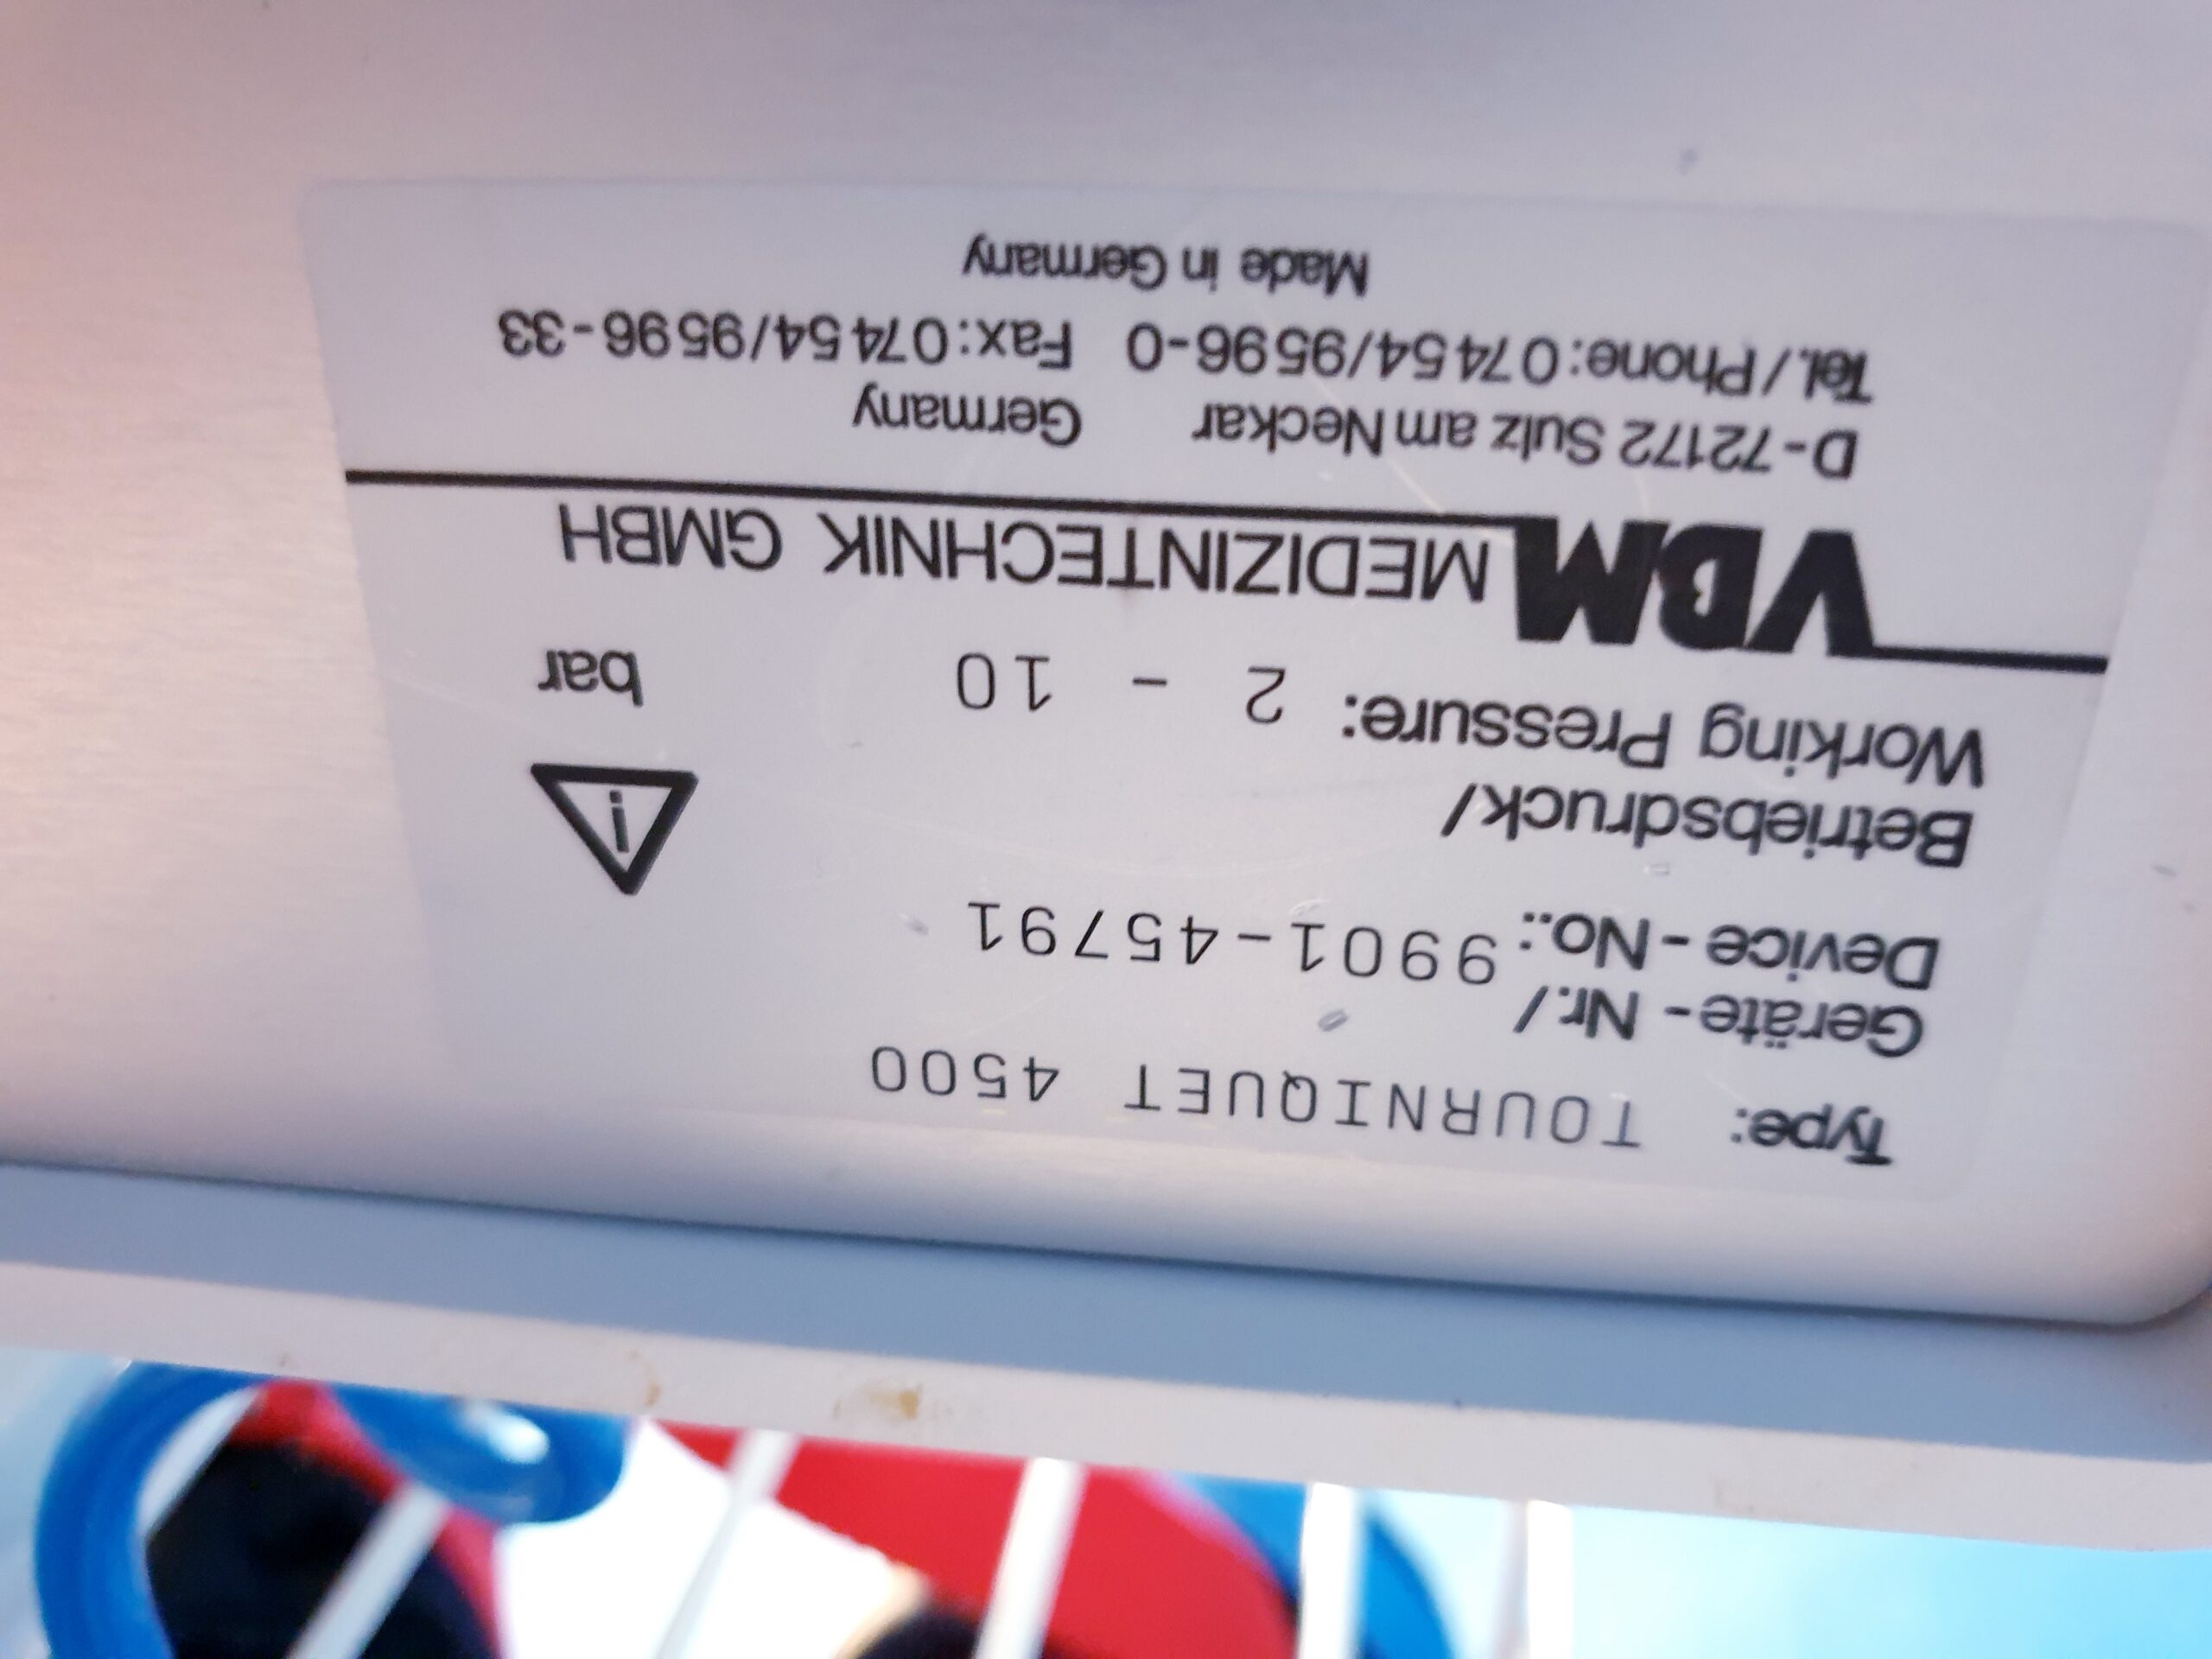 Type: TOURNIQUET 4500
Geräte-Nr./
Device-No.: 9901-45791
Betriebsdruck/
Working Pressure: 2 - 10 bar
i
VBM MEDIZINTECHNIK GMBH
D-72172 Sulz am Neckar Germany
Tel./Phone:07454/9596-0 Fax:07454/9596-33
Made in Germany